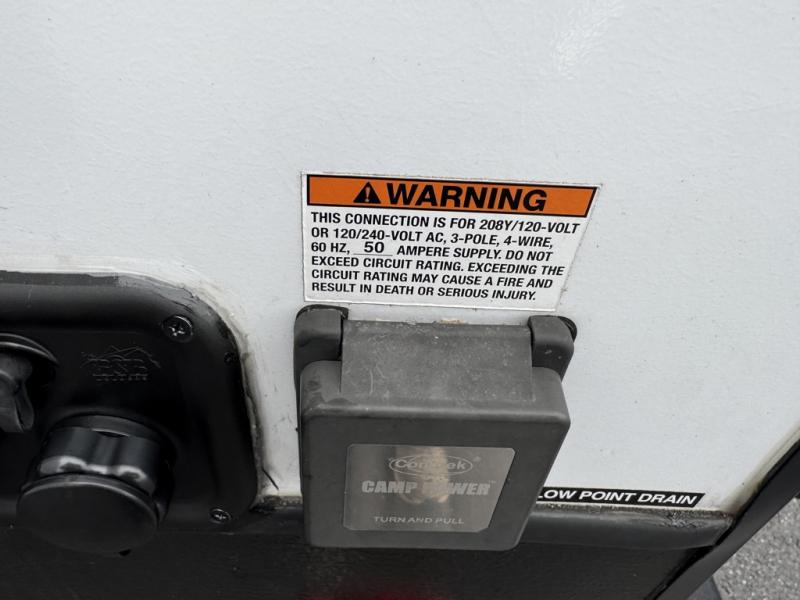 WARNING
THIS CONNECTION IS FOR 208Y/120-VOLT
OR 120/240-VOLT AC, 3-POLE, 4-WIRE,
60 HZ, 50 AMPERE SUPPLY. DO NOT
EXCEED CIRCUIT RATING. EXCEEDING THE
CIRCUIT RATING MAY CAUSE A FIRE AND
RESULT IN DEATH OR SERIOUS INJURY.
CAMP POWER™
TURN AND PULL
LOW POINT DRAIN